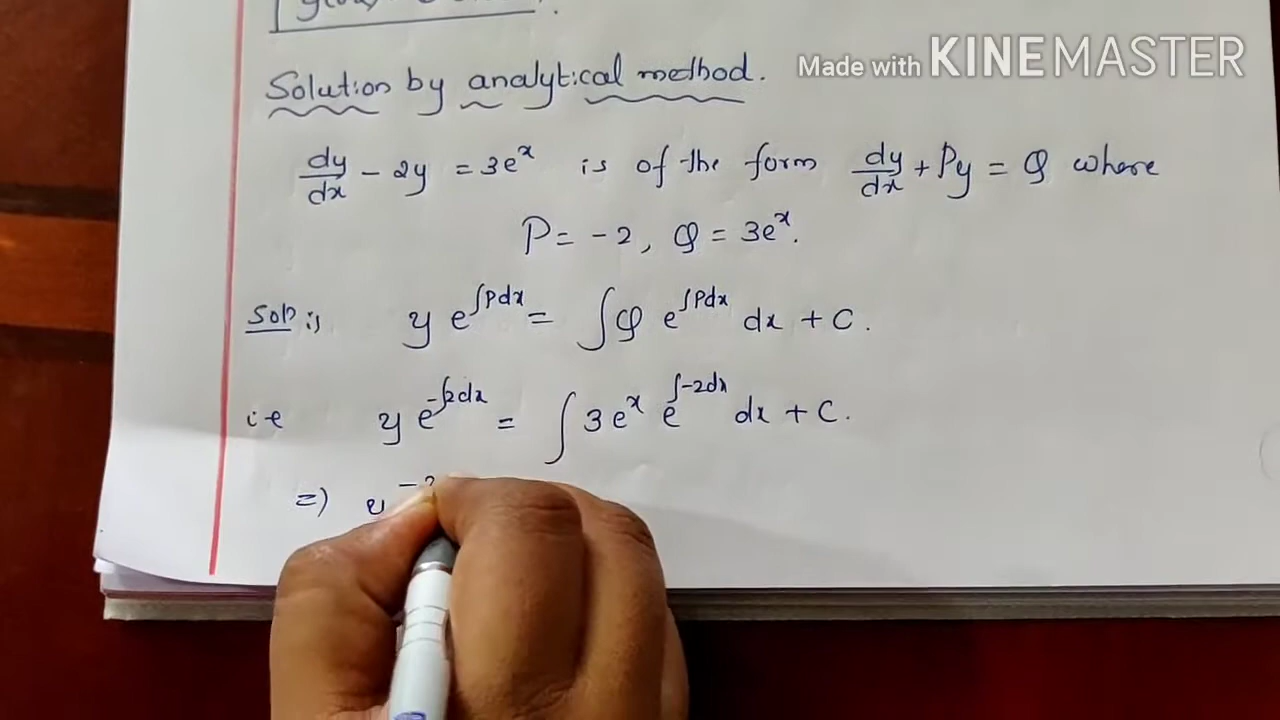 Made with KINEMASTER
Solution by analytical method.
dy/dx - 2y = 3e^x is of the form dy/dx + Py = Q where
P = -2, Q = 3e^x.
Soln is y e^∫Pdx = ∫Q e^∫Pdx dx + C.
i.e y e^-∫2dx = ∫3e^x e^∫-2dx dx + C.
=) y